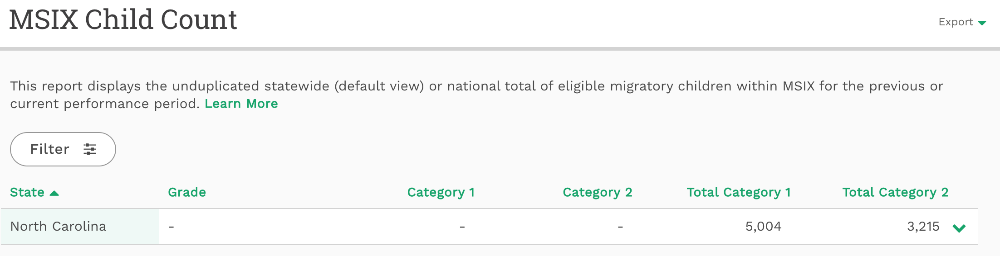 MSIX Child Count
Export
This report displays the unduplicated statewide (default view) or national total of eligible migratory children within MSIX for the previous or
current performance period. Learn More
Filter
State Grade Category 1 Category 2 Total Category 1 Total Category 2
North Carolina - - - 5,004 3,215